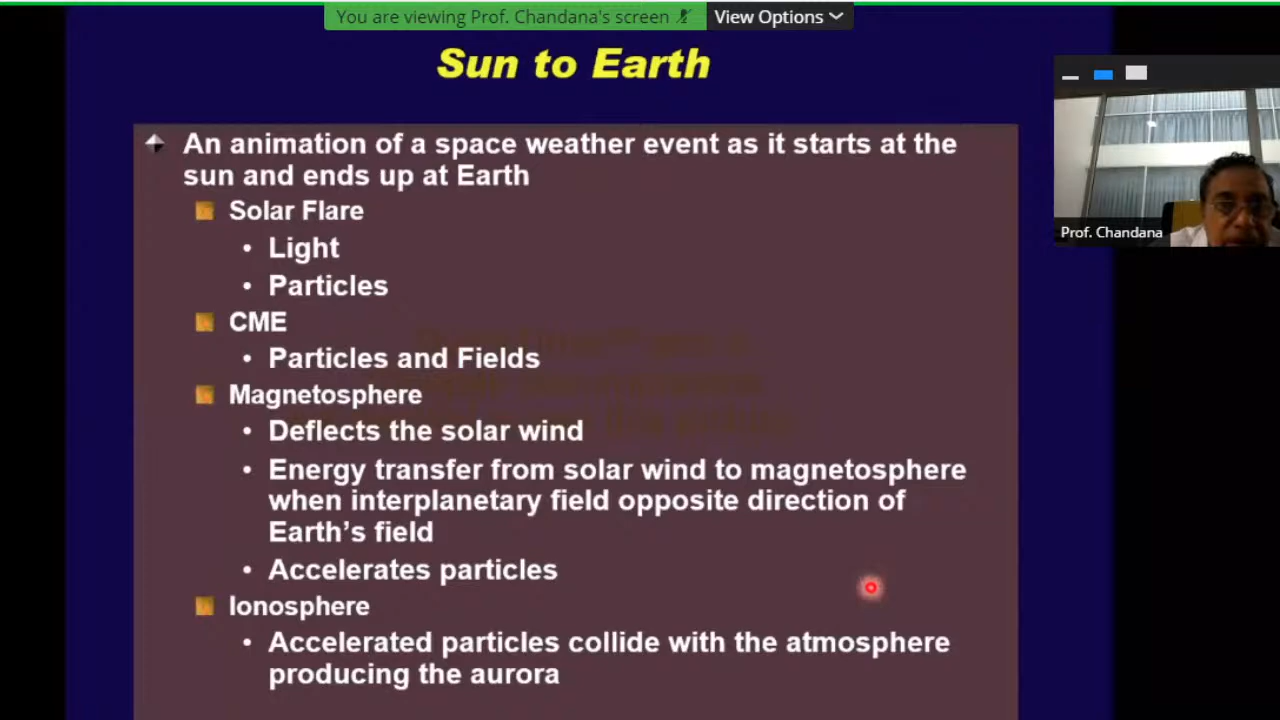 You are viewing Prof. Chandana's screen
View Options
Sun to Earth
An animation of a space weather event as it starts at the
sun and ends up at Earth
Solar Flare
• Light
• Particles
CME
• Particles and Fields
Magnetosphere
• Deflects the solar wind
• Energy transfer from solar wind to magnetosphere
when interplanetary field opposite direction of
Earth's field
• Accelerates particles
Ionosphere
• Accelerated particles collide with the atmosphere
producing the aurora
Prof. Chandana